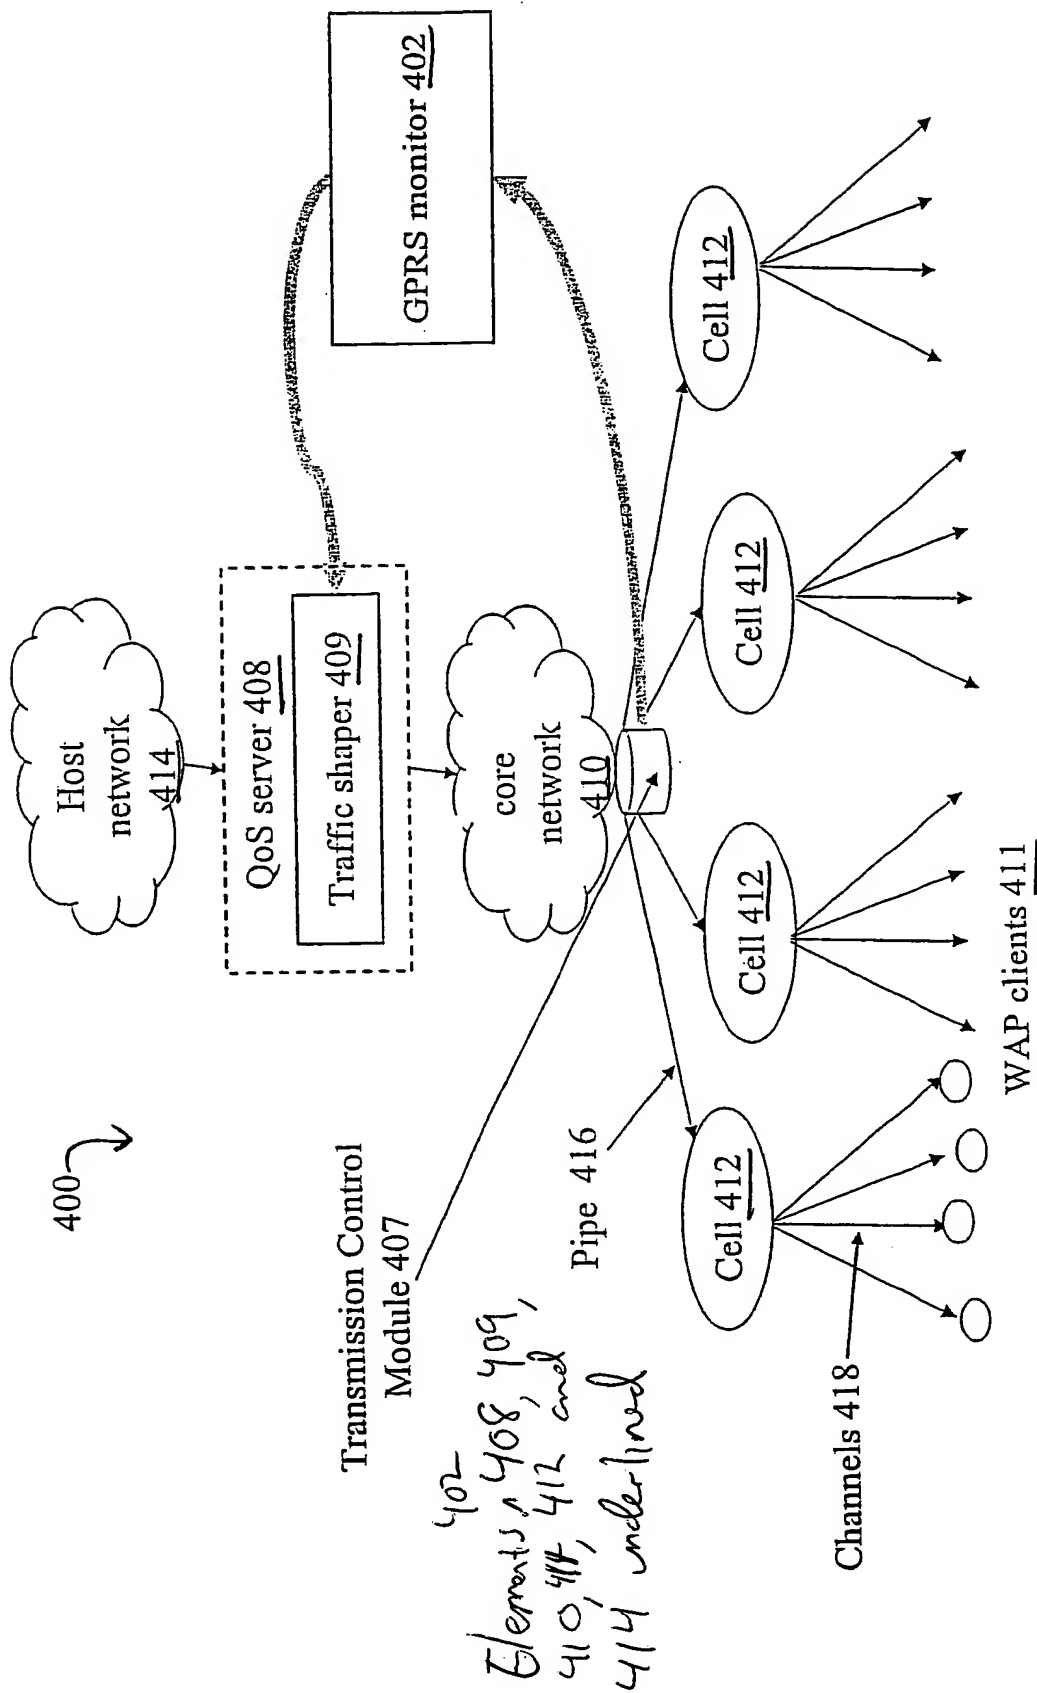 400
Host
network
414
QoS server 408
Traffic shaper 409
GPRS monitor 402
core
network
410
Transmission Control
Module 407
Pipe 416
Cell 412
Cell 412
Cell 412
Cell 412
Channels 418
WAP clients 411
402
Elements ^ 408, 409,
410, 412 and
414 underlined